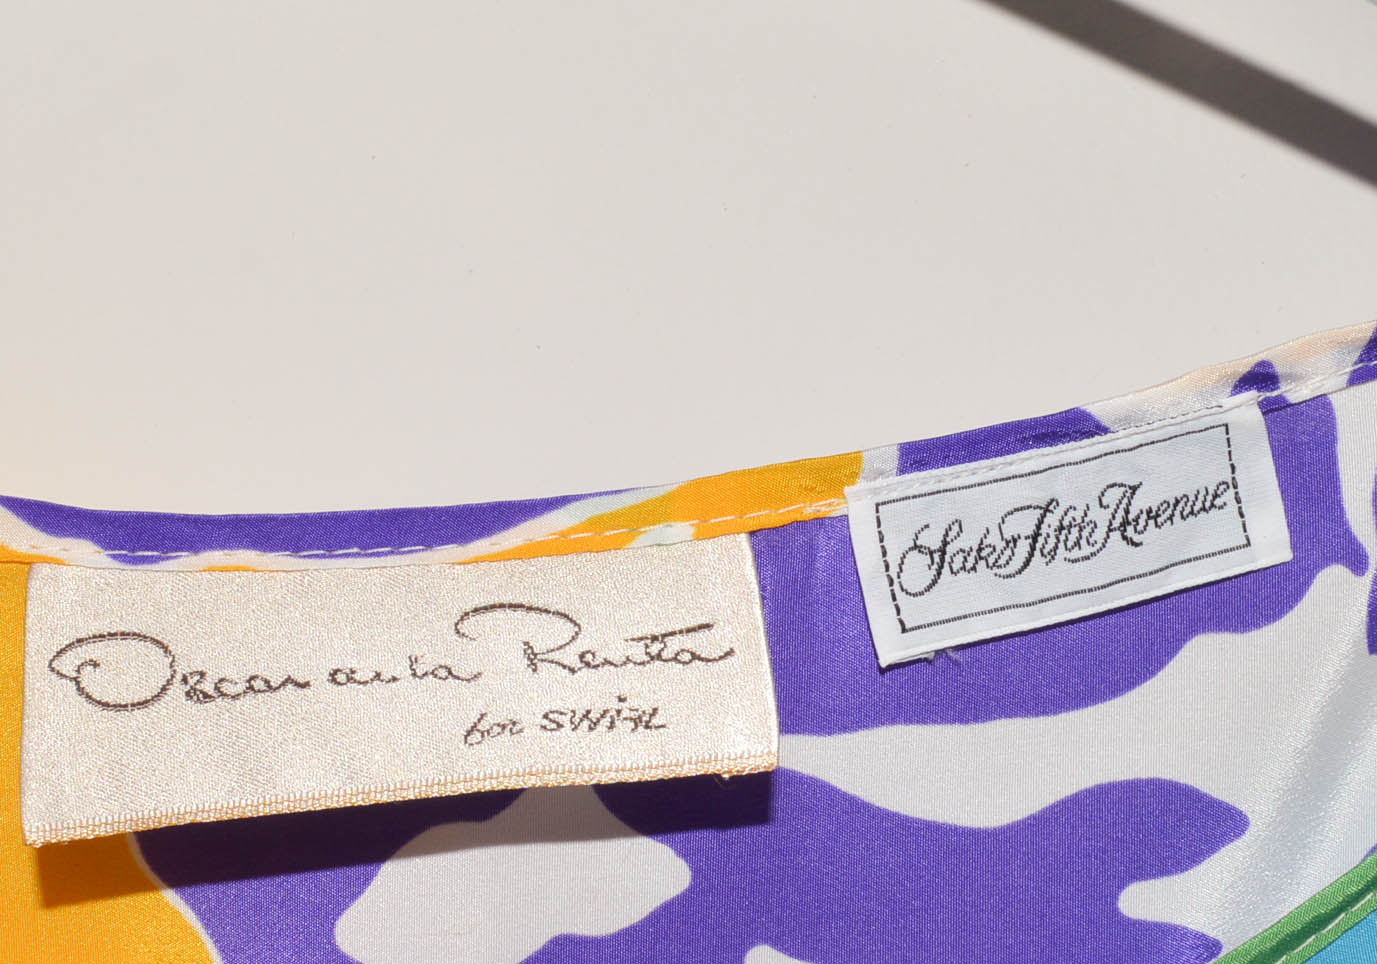 Oscar de la Renta
for SWIRL
Saks Fifth Avenue